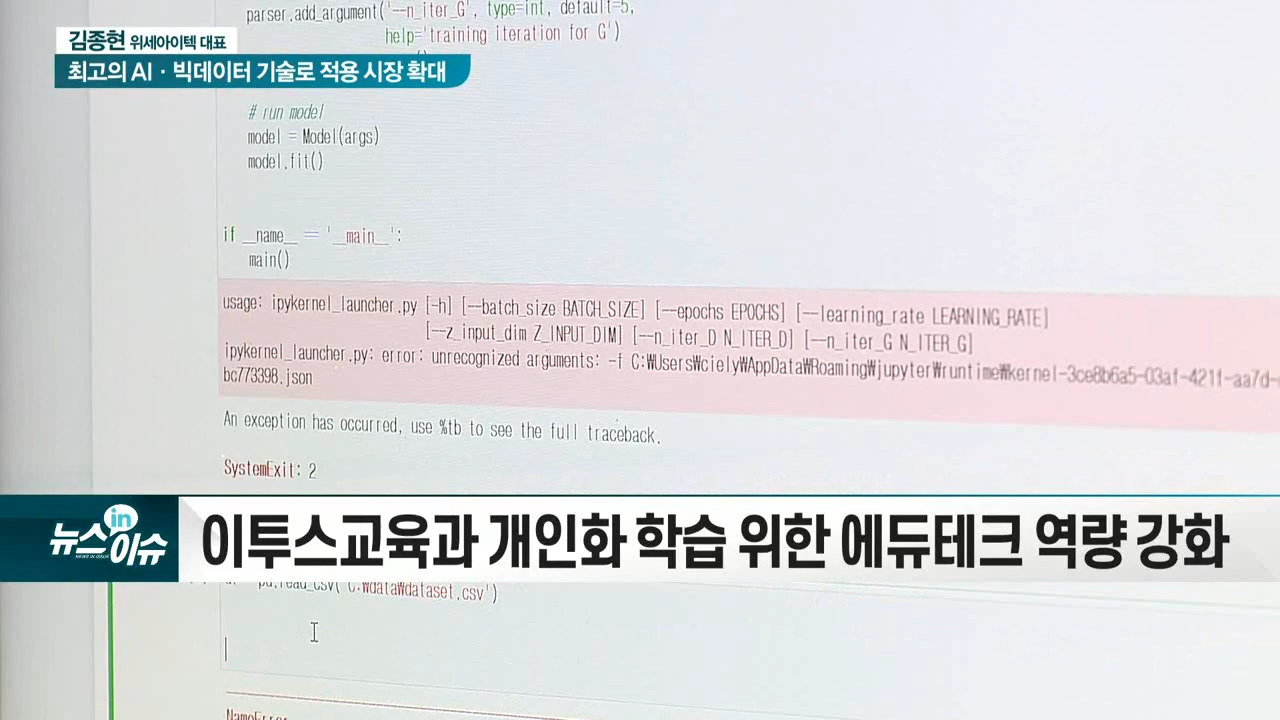 parser.add_argument('--n_iter_G', type=int, default=5,
help='training iteration for G')
김종현 위세아이텍 대표
최고의 AI · 빅데이터 기술로 적용 시장 확대
# run model
model = Model(args)
model.fit()
if __name__ == '__main__':
main()
usage: ipykernel_launcher.py [-h] [--batch_size BATCH_SIZE] [--epochs EPOCHS] [--learning_rate LEARNING_RATE]
[--z_input_dim Z_INPUT_DIM] [--n_iter_D N_ITER_D] [--n_iter_G N_ITER_G]
ipykernel_launcher.py: error: unrecognized arguments: -f C:₩Users₩ciely₩AppData₩Roaming₩jupyter₩runtime₩kernel-3ce8b6a5-03af-421f-aa7d-
bc773398.json
An exception has occurred, use %tb to see the full traceback.
SystemExit: 2
뉴스in이슈
NEWS IN ISSUE
이투스교육과 개인화 학습 위한 에듀테크 역량 강화
pd.read_csv('C:₩data₩dataset.csv')
NameError